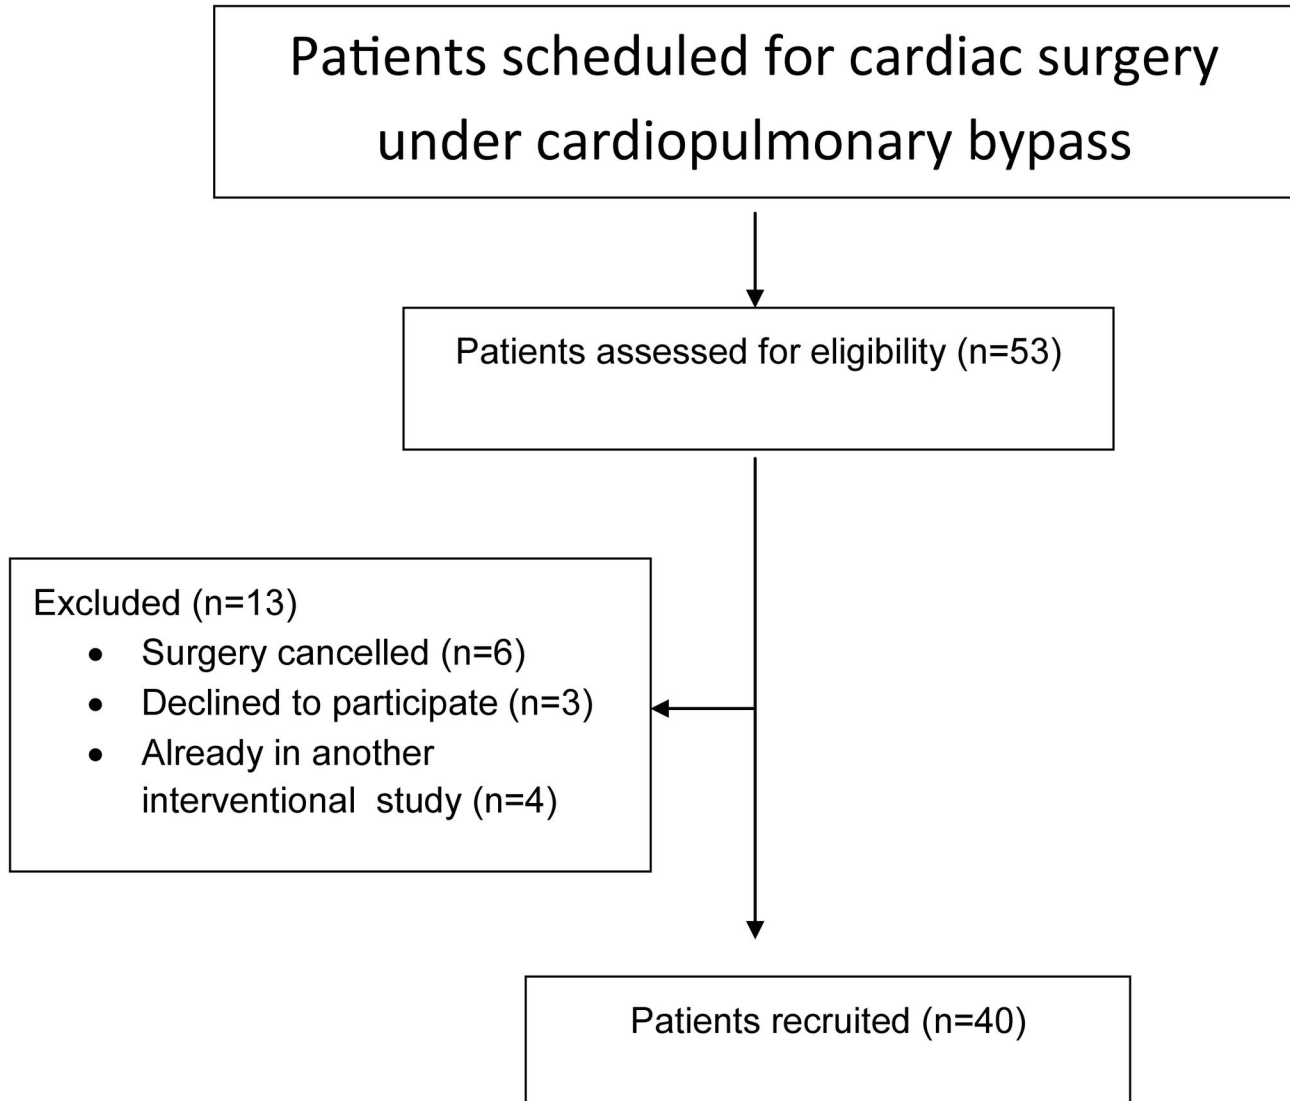 Patients scheduled for cardiac surgery
under cardiopulmonary bypass
Patients assessed for eligibility (n=53)
Excluded (n=13)
• Surgery cancelled (n=6)
• Declined to participate (n=3)
• Already in another
interventional  study (n=4)
Patients recruited (n=40)